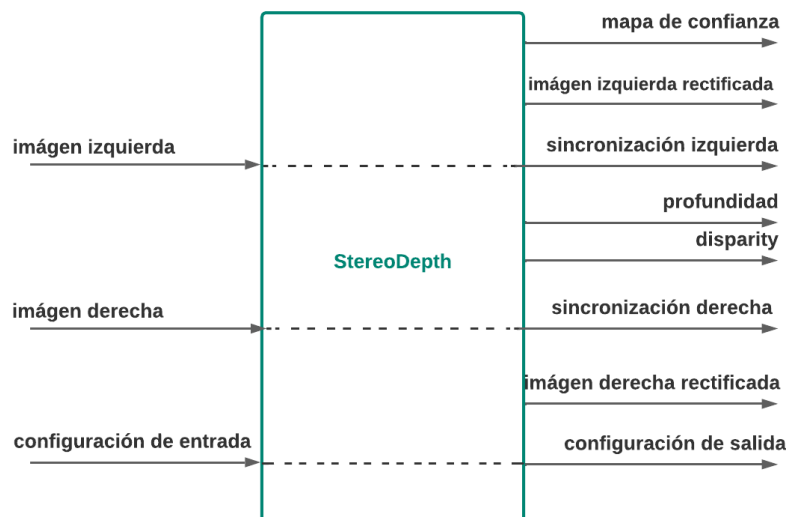 mapa de confianza
imágen izquierda rectificada
imágen izquierda
sincronización izquierda
profundidad
disparity
StereoDepth
imágen derecha
sincronización derecha
imágen derecha rectificada
configuración de entrada
configuración de salida